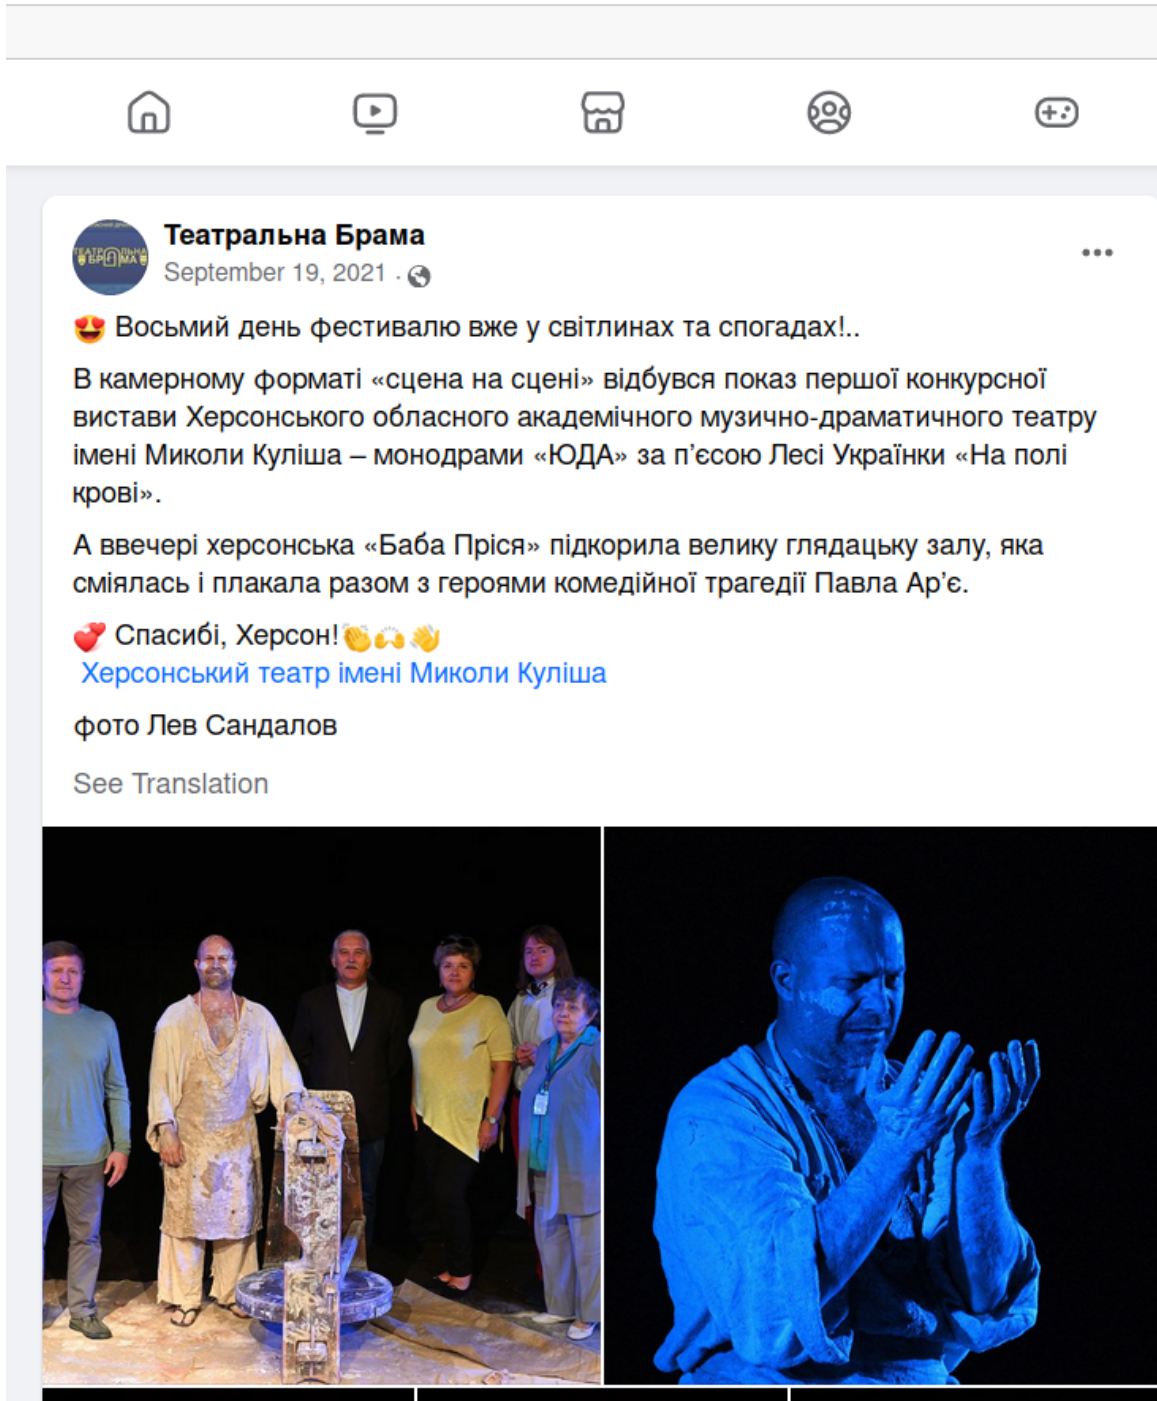 Театральна Брама
September 19, 2021 ·
😍 Восьмий день фестивалю вже у світлинах та спогадах!..
В камерному форматі «сцена на сцені» відбувся показ першої конкурсної
вистави Херсонського обласного академічного музично-драматичного театру
імені Миколи Куліша – монодрами «ЮДА» за п’єсою Лесі Українки «На полі
крові».
А ввечері херсонська «Баба Пріся» підкорила велику глядацьку залу, яка
сміялась і плакала разом з героями комедійної трагедії Павла Ар’є.
💞 Спасибі, Херсон!👏🙌👋
Херсонський театр імені Миколи Куліша
фото Лев Сандалов
See Translation